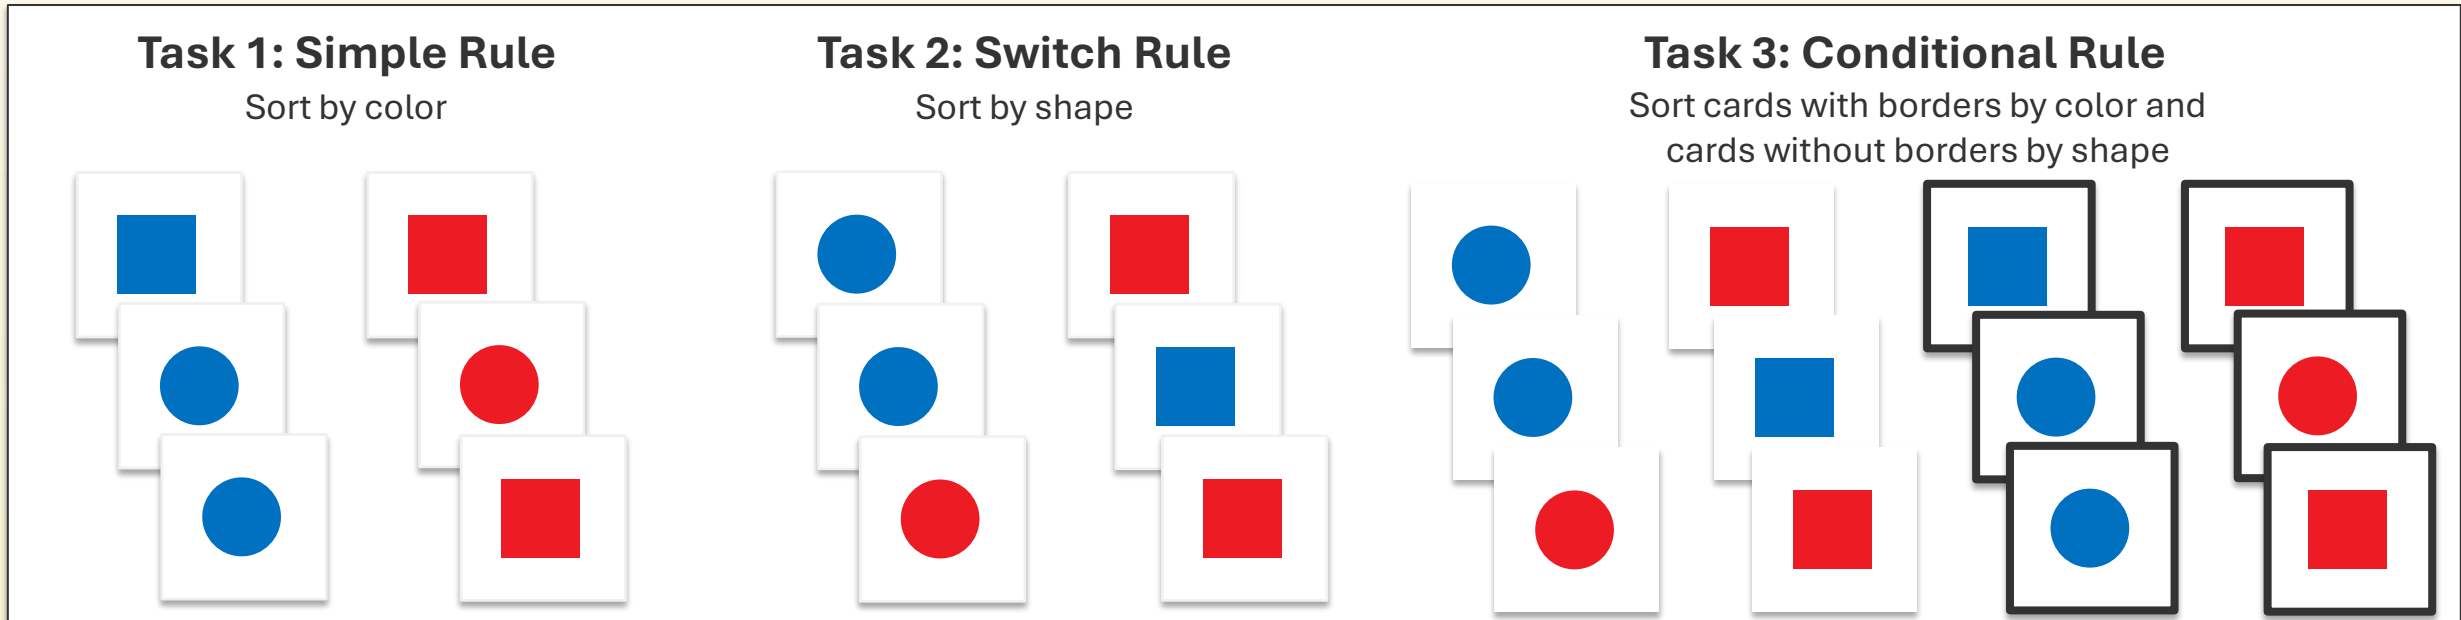 Task 1: Simple Rule
Sort by color
Task 2: Switch Rule
Sort by shape
Task 3: Conditional Rule
Sort cards with borders by color and
cards without borders by shape